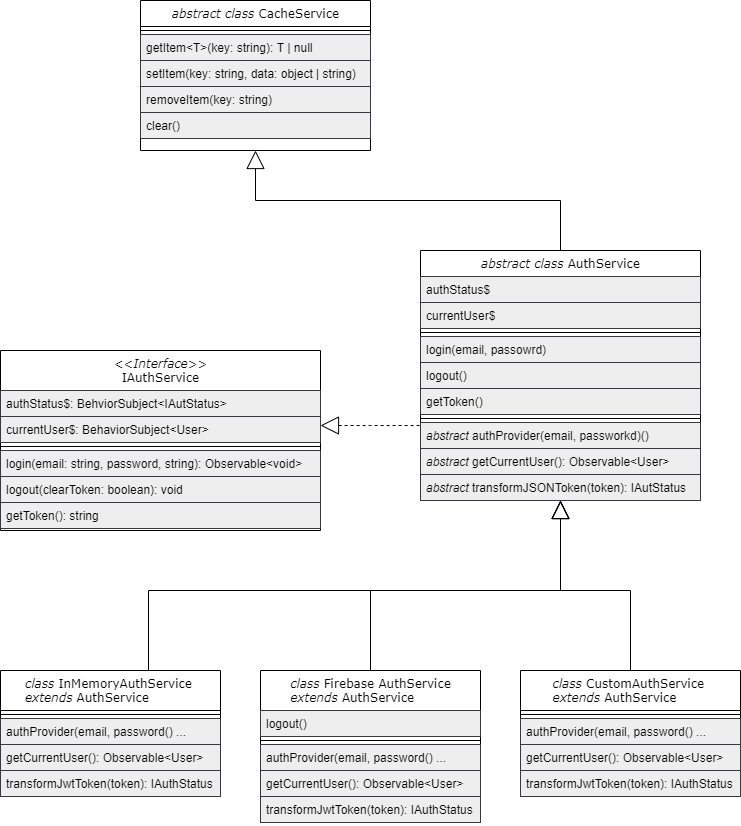 abstract class CacheService
getItem<T>(key: string): T | null
setItem(key: string, data: object | string)
removeItem(key: string)
clear()
abstract class AuthService
authStatus$
currentUser$
login(email, passowrd)
logout()
getToken()
abstract authProvider(email, passworkd)()
abstract getCurrentUser(): Observable<User>
abstract transformJSONToken(token): IAutStatus
<<Interface>>
IAuthService
authStatus$: BehviorSubject<IAutStatus>
currentUser$: BehaviorSubject<User>
login(email: string, password, string): Observable<void>
logout(clearToken: boolean): void
getToken(): string
class InMemoryAuthService
extends AuthService
authProvider(email, password() ...
getCurrentUser(): Observable<User>
transformJwtToken(token): IAuthStatus
class Firebase AuthService
extends AuthService
logout()
authProvider(email, password() ...
getCurrentUser(): Observable<User>
transformJwtToken(token): IAuthStatus
class CustomAuthService
extends AuthService
authProvider(email, password() ...
getCurrentUser(): Observable<User>
transformJwtToken(token): IAuthStatus